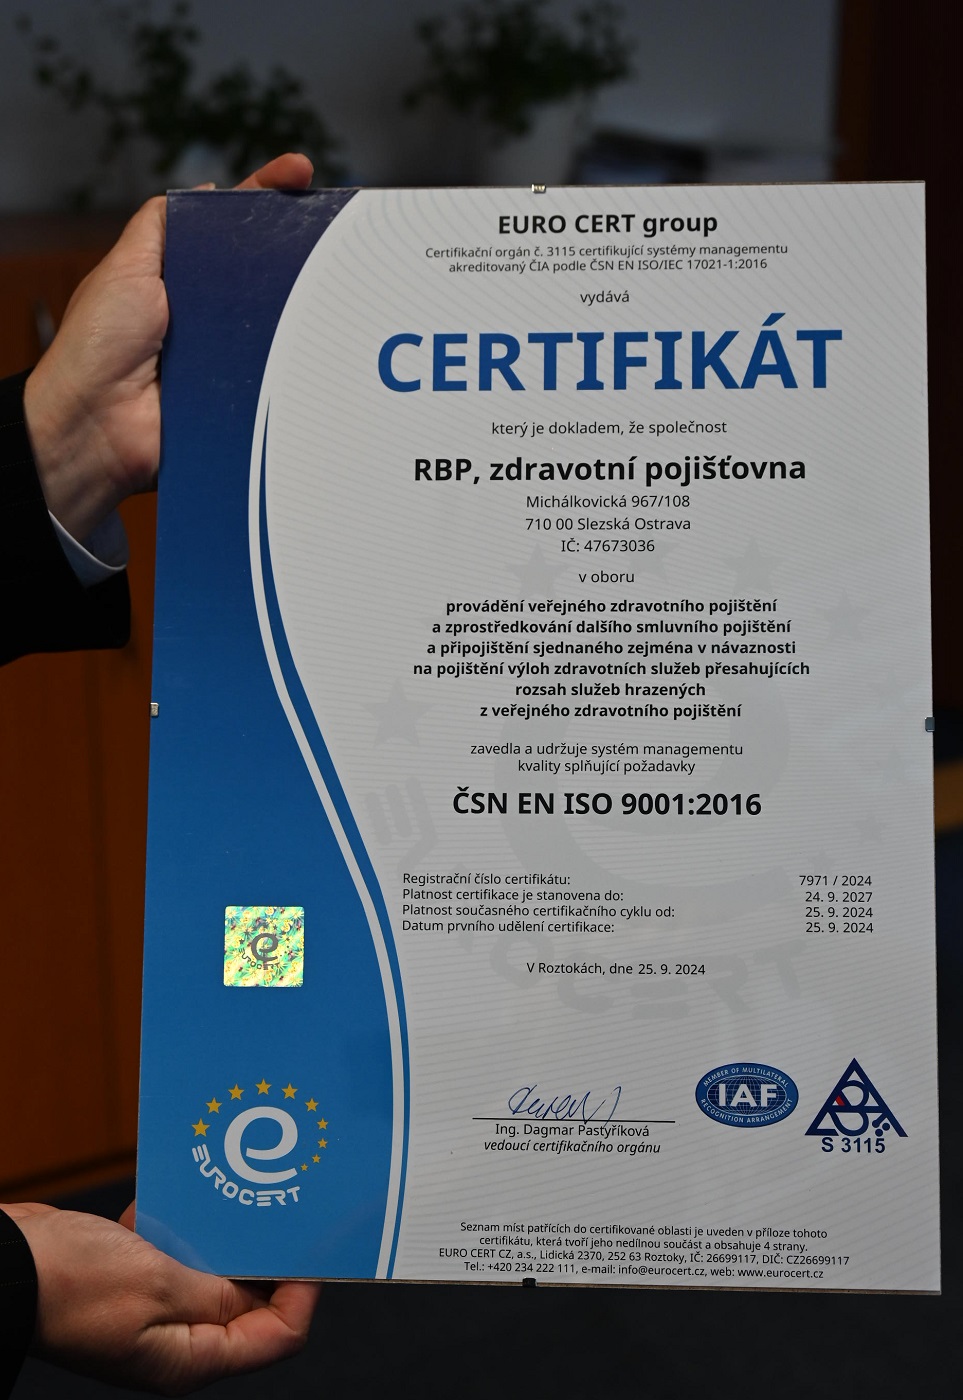 EURO CERT group
Certifikační orgán č. 3115 certifikující systémy managementu
akreditovaný ČIA podle ČSN EN ISO/IEC 17021-1:2016
vydává
CERTIFIKÁT
který je dokladem, že společnost
RBP, zdravotní pojišťovna
Michálkovická 967/108
710 00 Slezská Ostrava
IČ: 47673036
v oboru
provádění veřejného zdravotního pojištění
a zprostředkování dalšího smluvního pojištění
a připojištění sjednaného zejména v návaznosti
na pojištění výloh zdravotních služeb přesahujících
rozsah služeb hrazených
z veřejného zdravotního pojištění
zavedla a udržuje systém managementu
kvality splňující požadavky
ČSN EN ISO 9001:2016
Registrační číslo certifikátu: 7971 / 2024
Platnost certifikace je stanovena do: 24. 9. 2027
Platnost současného certifikačního cyklu od: 25. 9. 2024
Datum prvního udělení certifikace: 25. 9. 2024
V Roztokách, dne 25. 9. 2024
e
EUROCERT
e
EUROCERT
Ing. Dagmar Pastyříková
vedoucí certifikačního orgánu
MEMBER OF MULTILATERAL
IAF
RECOGNITION ARRANGEMENT
S 3115
Seznam míst patřících do certifikované oblasti je uveden v příloze tohoto
certifikátu, která tvoří jeho nedílnou součást a obsahuje 4 strany.
EURO CERT CZ, a.s., Lidická 2370, 252 63 Roztoky, IČ: 26699117, DIČ: CZ26699117
Tel.: +420 234 222 111, e-mail: info@eurocert.cz, web: www.eurocert.cz